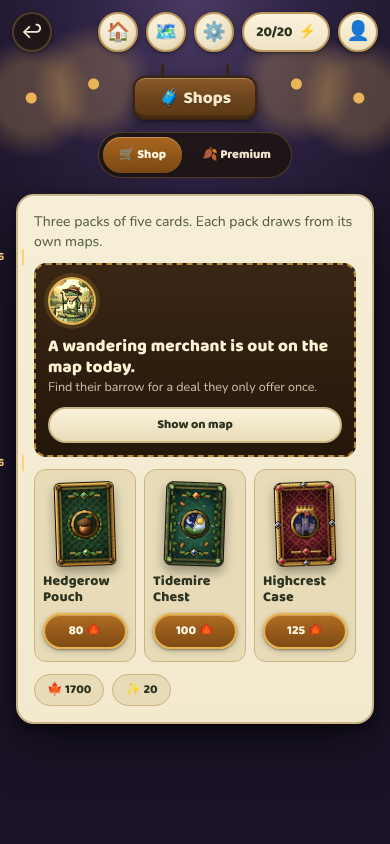 20/20
Shops
Shop
Premium
Three packs of five cards. Each pack draws from its
own maps.
6
A wandering merchant is out on the
map today.
Find their barrow for a deal they only offer once.
Show on map
6
Hedgerow
Pouch
Tidemire
Chest
Highcrest
Case
80
100
125
1700
20